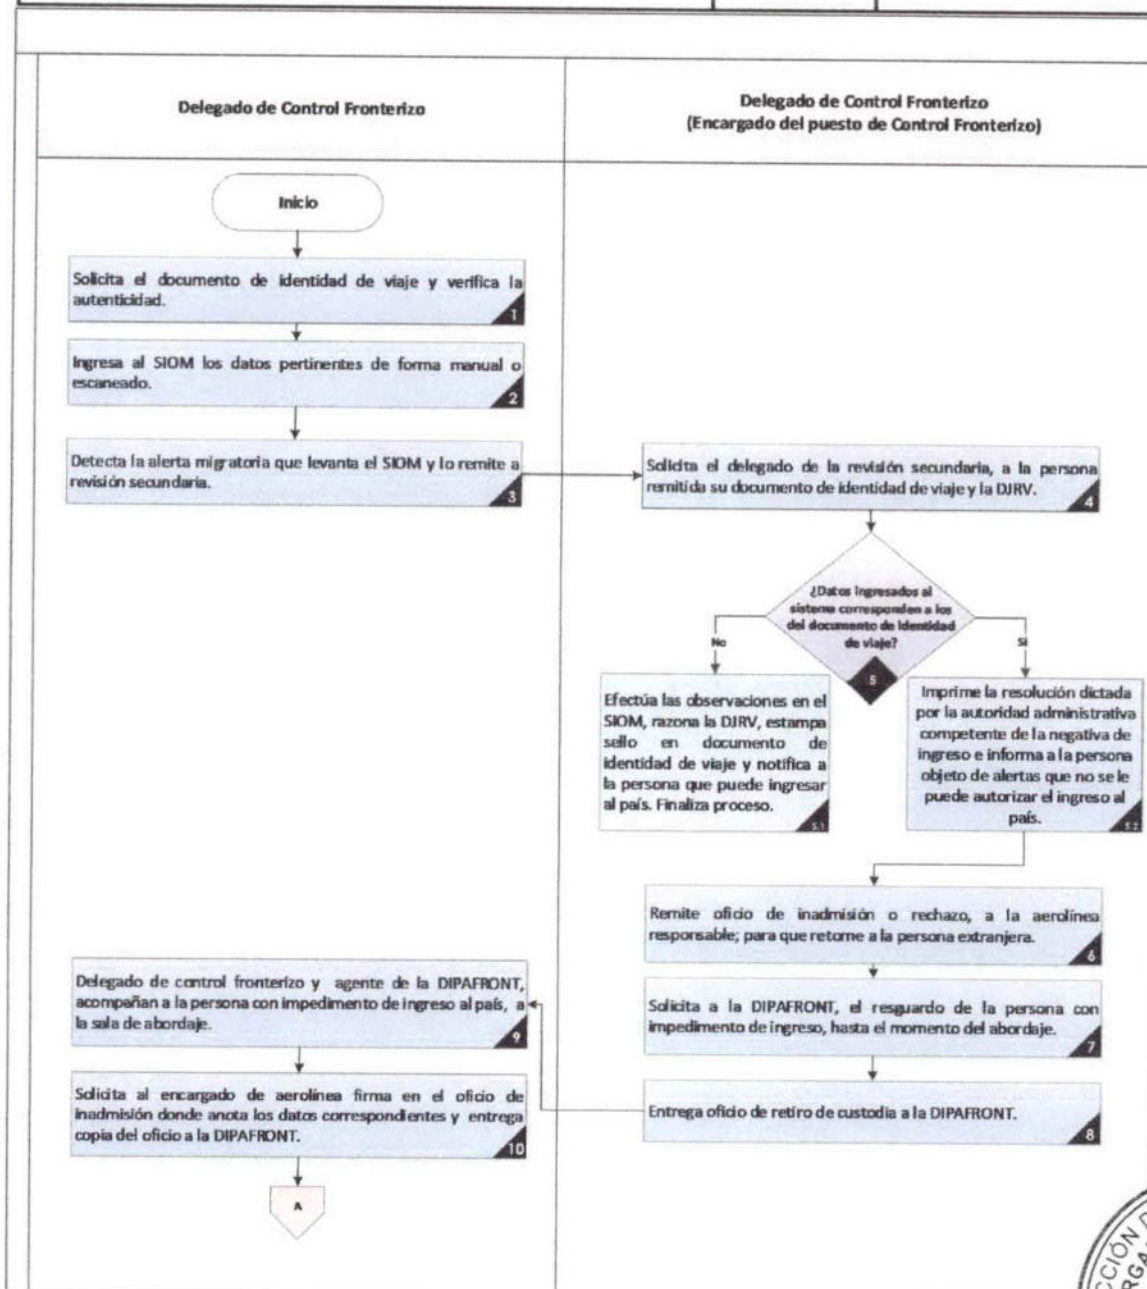 Delegado de Control Fronterizo
Delegado de Control Fronterizo
(Encargado del puesto de Control Fronterizo)
Inicio
Solicita el documento de identidad de viaje y verifica la
autenticidad.
1
Ingresa al SIOM los datos pertinentes de forma manual o
escaneado.
2
Detecta la alerta migratoria que levanta el SIOM y lo remite a
revisión secundaria.
3
Solicita el delegado de la revisión secundaria, a la persona
remitida su documento de identidad de viaje y la DJRV.
4
¿Datos ingresados al
sistema corresponden a los
del documento de identidad
de viaje?
5
No
Si
Efectúa las observaciones en el
SIOM, razona la DJRV, estampa
sello en documento de
identidad de viaje y notifica a
la persona que puede ingresar
al país. Finaliza proceso.
5.1
Imprime la resolución dictada
por la autoridad administrativa
competente de la negativa de
ingreso e informa a la persona
objeto de alertas que no se le
puede autorizar el ingreso al
país.
5.2
Remite oficio de inadmisión o rechazo, a la aerolínea
responsable; para que retorne a la persona extranjera.
6
Solicita a la DIPAFRONT, el resguardo de la persona con
impedimento de ingreso, hasta el momento del abordaje.
7
Entrega oficio de retiro de custodia a la DIPAFRONT.
8
Delegado de control fronterizo y agente de la DIPAFRONT,
acompañan a la persona con impedimento de ingreso al país, a
la sala de abordaje.
9
Solicita al encargado de aerolínea firma en el oficio de
inadmisión donde anota los datos correspondientes y entrega
copia del oficio a la DIPAFRONT.
10
A